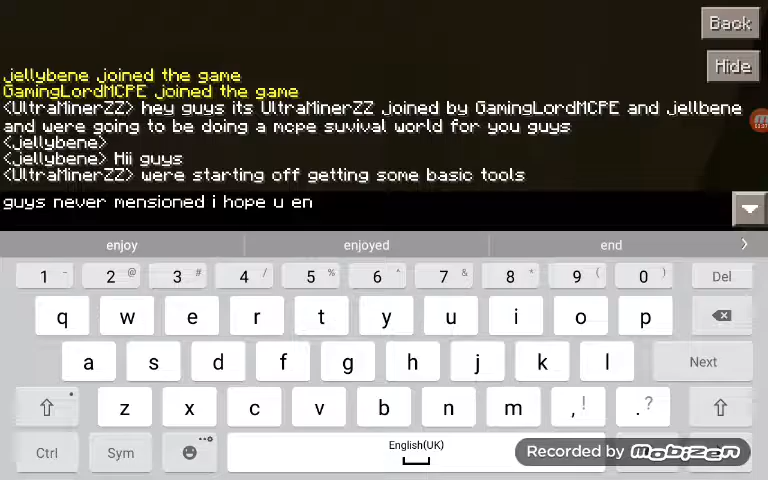 Back
Hide
jellybene joined the game
GamingLordMCPE joined the game
<UltraMinerZZ> hey guys its UltraMinerZZ joined by GamingLordMCPE and jellbene
and were going to be doing a mcpe suvival world for you guys
<jellybene>
<jellybene> Hii guys
<UltraMinerZZ> were starting off getting some basic tools
guys never mensioned i hope u en
enjoy enjoyed end
1 - 2 @ 3 # 4 / 5 % 6 ^ 7 & 8 * 9 ( 0 ) Del
q w e r t y u i o p
a s d f g h j k l Next
z x c v b n m , ! . ?
Ctrl Sym English(UK)
Recorded by mobizen